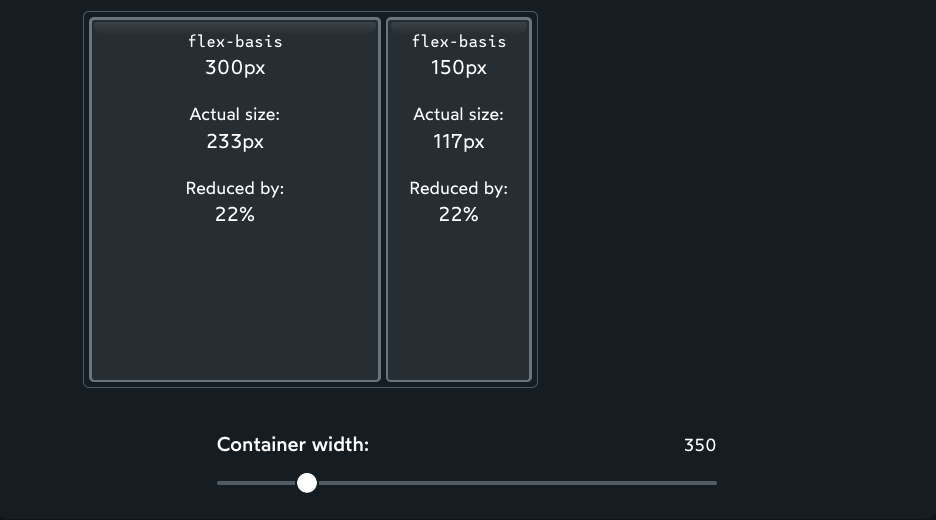 flex-basis
300px
Actual size:
233px
Reduced by:
22%
flex-basis
150px
Actual size:
117px
Reduced by:
22%
Container width:
350